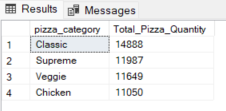 Results Messages
pizza_category Total_Pizza_Quantity
1 Classic 14888
2 Supreme 11987
3 Veggie 11649
4 Chicken 11050